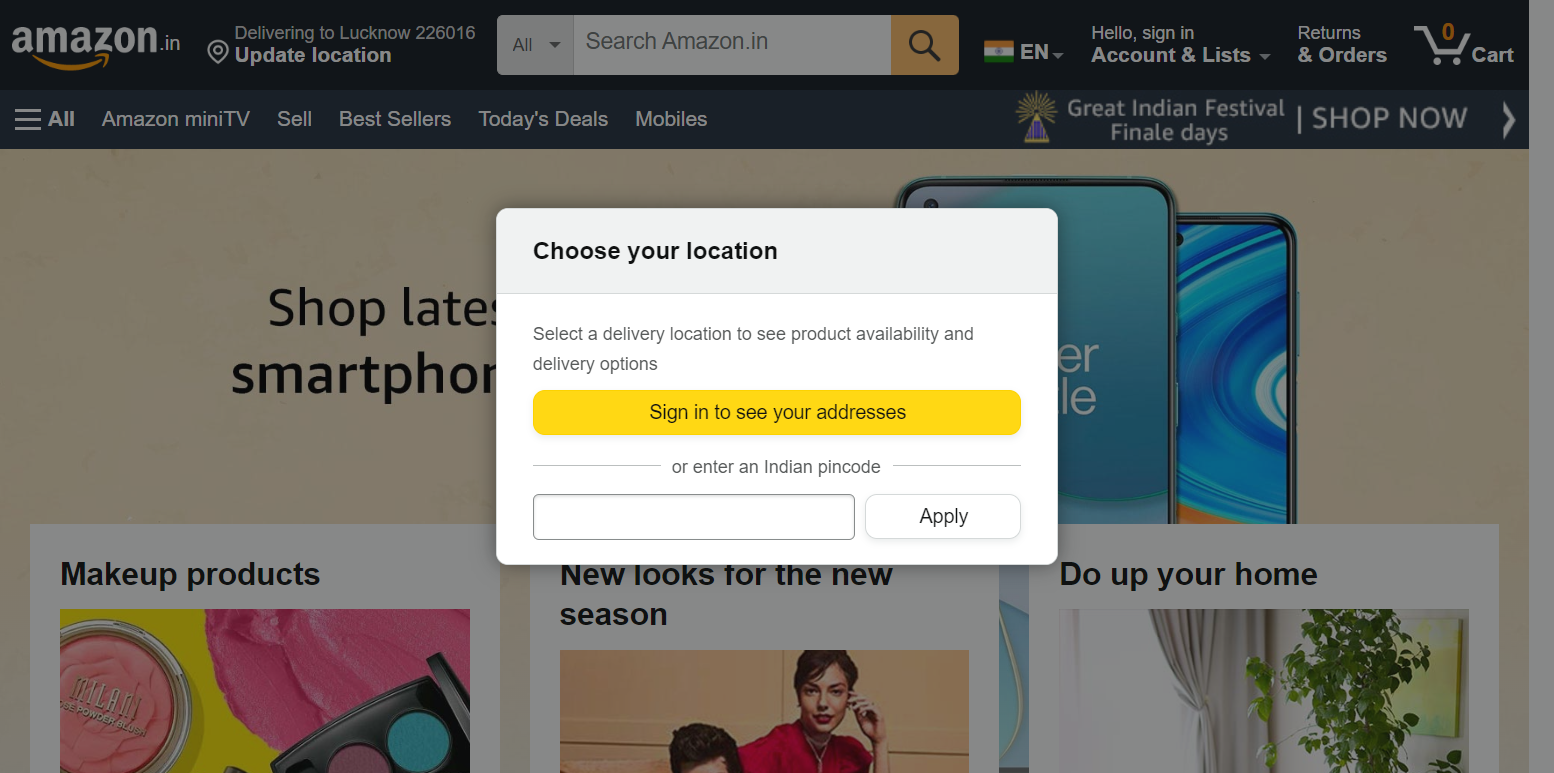 amazon.in
Delivering to Lucknow 226016
Update location
All
Search Amazon.in
EN
Hello, sign in
Account & Lists
Returns
& Orders
0
Cart
All
Amazon miniTV
Sell
Best Sellers
Today's Deals
Mobiles
Great Indian Festival
Finale days
| SHOP NOW
Shop lates
smartphon
Choose your location
Select a delivery location to see product availability and
delivery options
Sign in to see your addresses
or enter an Indian pincode
Apply
Makeup products
New looks for the new
season
Do up your home
MILANI
ROSE POWDER BLUSH